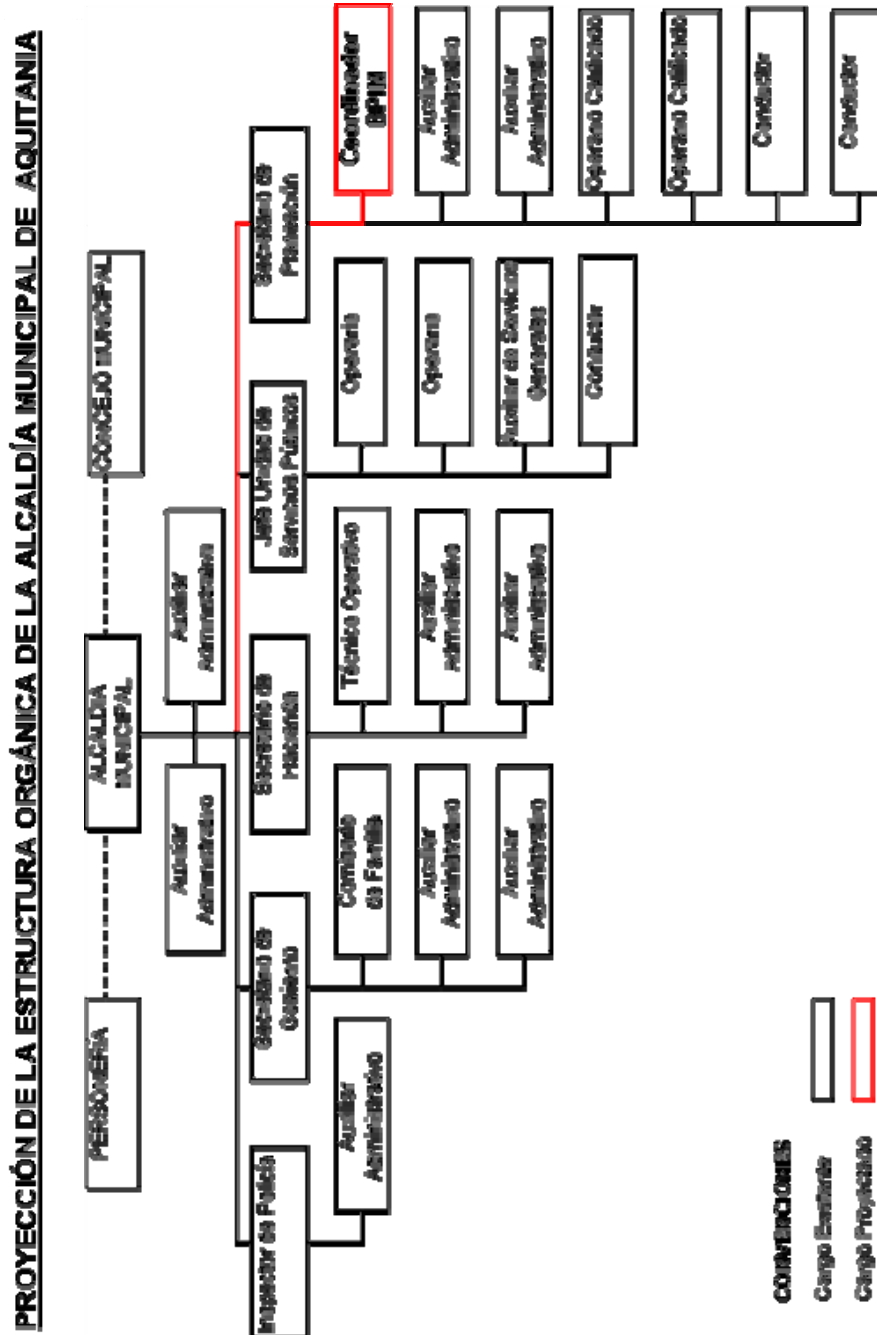 PROYECCIÓN DE LA ESTRUCTURA ORGÁNICA DE LA ALCALDÍA MUNICIPAL DE AQUITANIA
PERSONERÍA
ALCALDIA
MUNICIPAL
CONCEJO MUNICIPAL
Auxiliar
Administrativo
Auxiliar
Administrativo
Inspector de Policía
Secretario de
Gobierno
Secretario de
Hacienda
Jefe Unidad de
Servicios Públicos
Secretario de
Planeación
Auxiliar
Administrativo
Comisario
de Familia
Auxiliar
Administrativo
Auxiliar
Administrativo
Técnico Operativo
Auxiliar
Administrativo
Auxiliar
Administrativo
Operario
Operario
Auxiliar de Servicios
Generales
Conductor
Coordinador
BPIM
Auxiliar
Administrativo
Auxiliar
Administrativo
Operario Calificado
Operario Calificado
Conductor
Conductor
CONVENCIONES
Cargo Existente
Cargo Proyectado